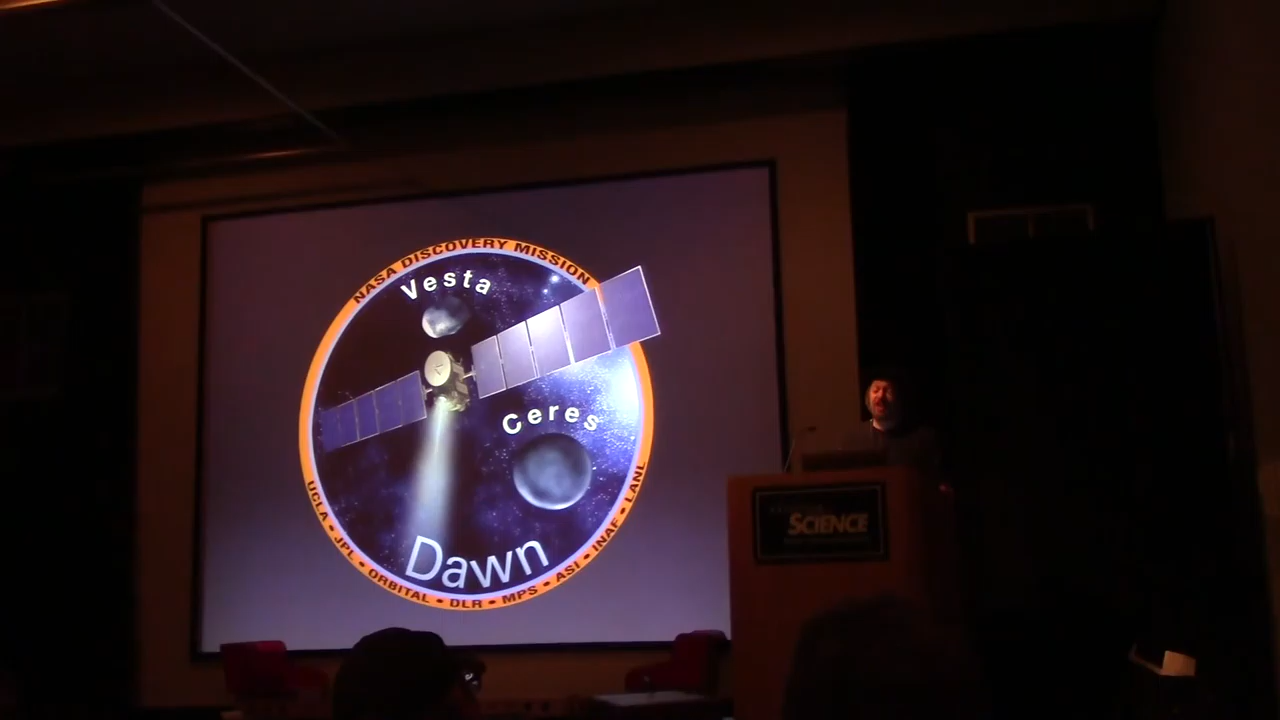 NASA DISCOVERY MISSION
Vesta
Ceres
Dawn
UCLA • JPL • ORBITAL • DLR • MPS • ASI • INAF • LANL
SCIENCE